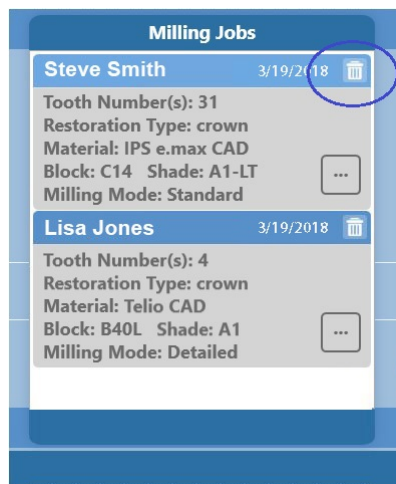 Milling Jobs
Steve Smith 3/19/2018
Tooth Number(s): 31
Restoration Type: crown
Material: IPS e.max CAD
Block: C14 Shade: A1-LT
Milling Mode: Standard
...
Lisa Jones 3/19/2018
Tooth Number(s): 4
Restoration Type: crown
Material: Telio CAD
Block: B40L Shade: A1
Milling Mode: Detailed
...